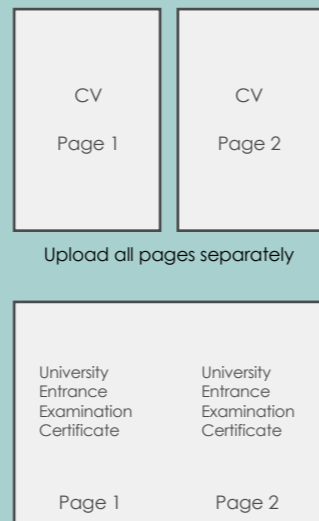 CV
Page 1
CV
Page 2
Upload all pages separately
University
Entrance
Examination
Certificate
Page 1
University
Entrance
Examination
Certificate
Page 2